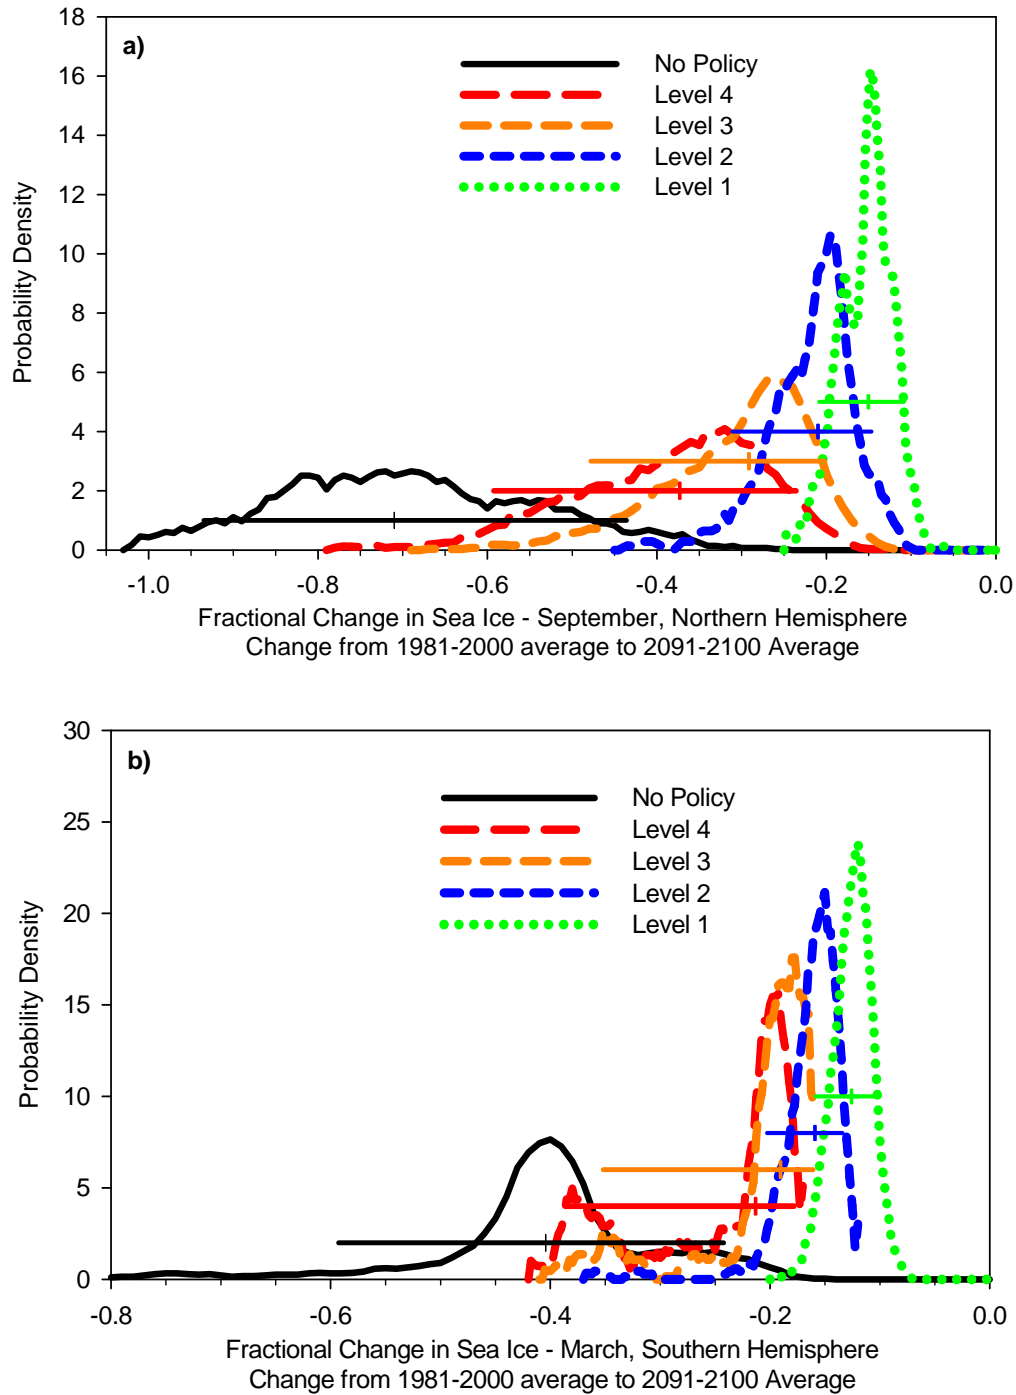 a)
18
16
14
12
10
8
6
4
2
0
Probability Density
No Policy
Level 4
Level 3
Level 2
Level 1
-1.0 -0.8 -0.6 -0.4 -0.2 0.0
Fractional Change in Sea Ice - September, Northern Hemisphere
Change from 1981-2000 average to 2091-2100 Average
b)
30
25
20
15
10
5
0
Probability Density
No Policy
Level 4
Level 3
Level 2
Level 1
-0.8 -0.6 -0.4 -0.2 0.0
Fractional Change in Sea Ice - March, Southern Hemisphere
Change from 1981-2000 average to 2091-2100 Average